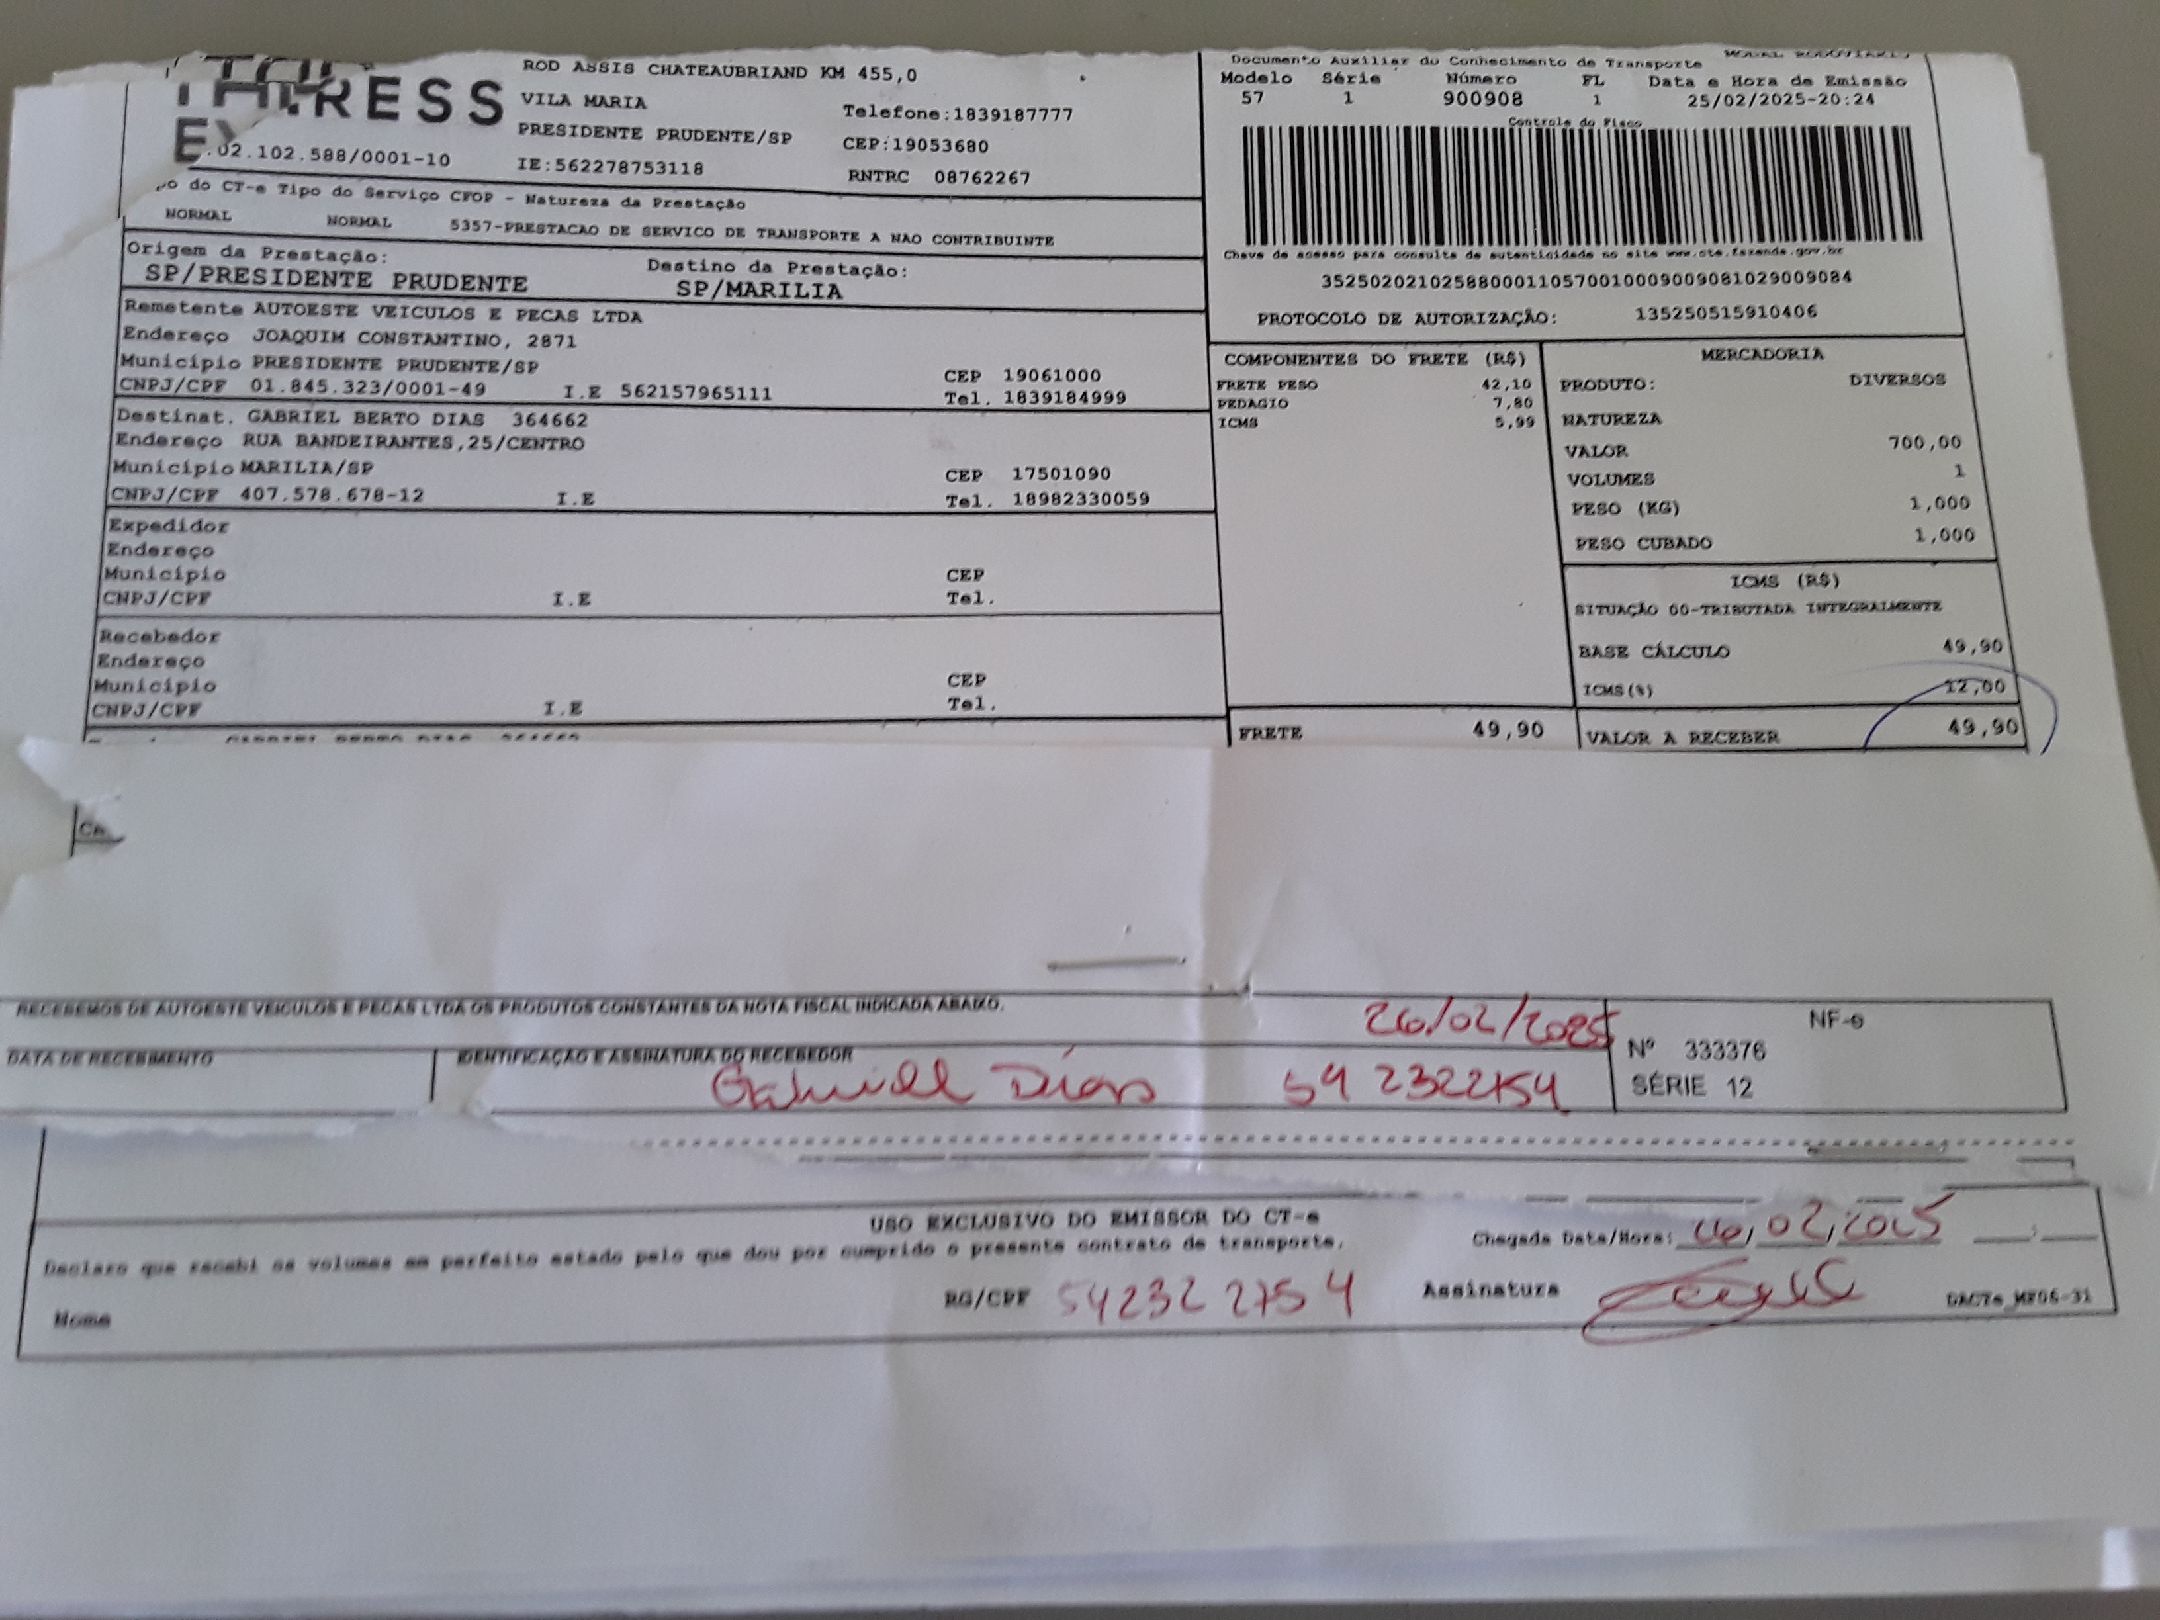 ROD ASSIS CHATEAUBRIAND KM 455,0
VILA MARIA Telefone:1839187777
PRESIDENTE PRUDENTE/SP CEP:19053680
.02.102.588/0001-10 IE:562278753118 RNTRC 08762267
do CT-e Tipo do Serviço CFOP - Natureza da Prestação
NORMAL NORMAL 5357-PRESTACAO DE SERVICO DE TRANSPORTE A NAO CONTRIBUINTE
Origem da Prestação: Destino da Prestação:
SP/PRESIDENTE PRUDENTE SP/MARILIA
Remetente AUTOESTE VEICULOS E PECAS LTDA
Endereço JOAQUIM CONSTANTINO, 2871
Município PRESIDENTE PRUDENTE/SP CEP 19061000
CNPJ/CPF 01.845.323/0001-49 I.E 562157965111 Tel. 1839184999
Destinat. GABRIEL BERTO DIAS 364662
Endereço RUA BANDEIRANTES,25/CENTRO
Município MARILIA/SP CEP 17501090
CNPJ/CPF 407.578.678-12 I.E Tel. 18982330059
Expedidor
Endereço
Município CEP
CNPJ/CPF I.E Tel.
Recebedor
Endereço
Município CEP
CNPJ/CPF I.E Tel.
Documento Auxiliar do Conhecimento de Transporte MODAL RODOVIARIO
Modelo Série Número FL Data e Hora de Emissão
57 1 900908 1 25/02/2025-20:24
Controle do Fisco
Chave de acesso para consulta de autenticidade no site www.cte.fazenda.gov.br
35250202102588000110570010009009081029009084
PROTOCOLO DE AUTORIZAÇÃO: 135250515910406
COMPONENTES DO FRETE (R$)
FRETE PESO 42,10
PEDAGIO 7,80
ICMS 5,99
FRETE 49,90
MERCADORIA
PRODUTO: DIVERSOS
NATUREZA
VALOR 700,00
VOLUMES 1
PESO (KG) 1,000
PESO CUBADO 1,000
ICMS (R$)
SITUAÇÃO 00-TRIBUTADA INTEGRALMENTE
BASE CÁLCULO 49,90
ICMS(%) 12,00
VALOR A RECEBER 49,90
RECEBEMOS DE AUTOESTE VEICULOS E PECAS LTDA OS PRODUTOS CONSTANTES DA NOTA FISCAL INDICADA ABAIXO.
26/02/2025
DATA DE RECEBIMENTO IDENTIFICAÇÃO E ASSINATURA DO RECEBEDOR
Gabriel Dias 542322754
NF-e
Nº 333376
SÉRIE 12
USO EXCLUSIVO DO EMISSOR DO CT-e
Declaro que recebi os volumes em perfeito estado pelo que dou por cumprido o presente contrato de transporte.
Chegada Data/Hora: 26/02/2025
Nome RG/CPF 542322754 Assinatura DACTe_MF06-31